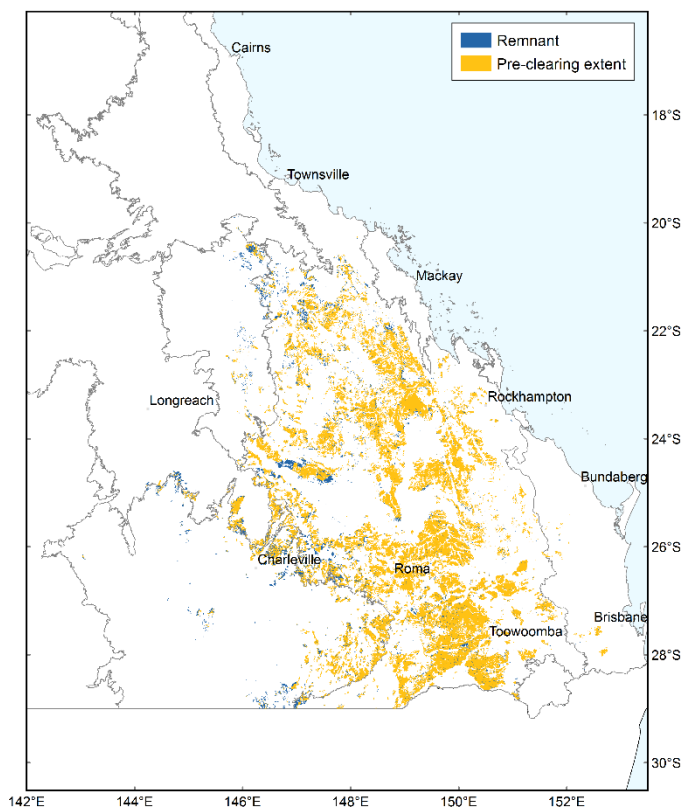 Cairns
Remnant
Pre-clearing extent
18°S
Townsville
20°S
Mackay
22°S
Longreach
Rockhampton
24°S
Bundaberg
26°S
Charleville
Roma
Brisbane
Toowoomba
28°S
30°S
142°E 144°E 146°E 148°E 150°E 152°E